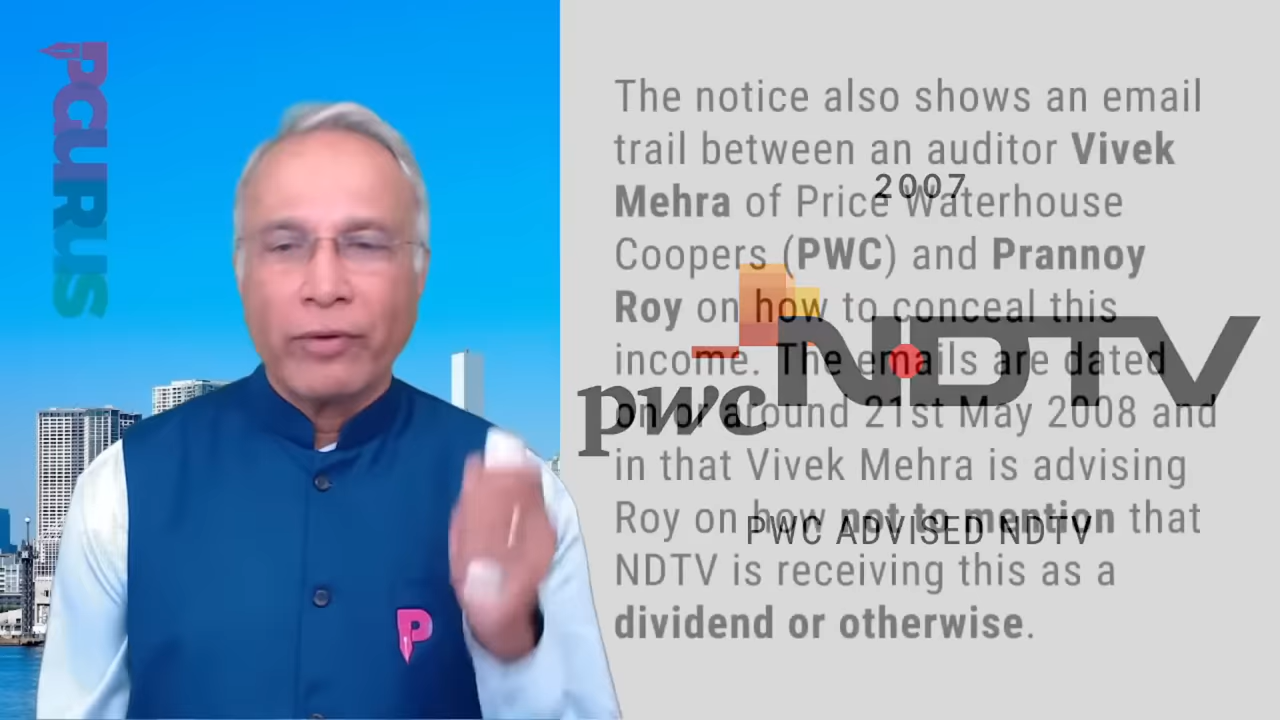 PGURUS
The notice also shows an email
trail between an auditor Vivek
2007
Mehra of Price Waterhouse
Coopers (PWC) and Prannoy
Roy on how to conceal this
NDTV
income. The emails are dated
pwc
on or around 21st May 2008 and
in that Vivek Mehra is advising
Roy on how not to mention that
PWC ADVISED NDTV
NDTV is receiving this as a
dividend or otherwise.
P